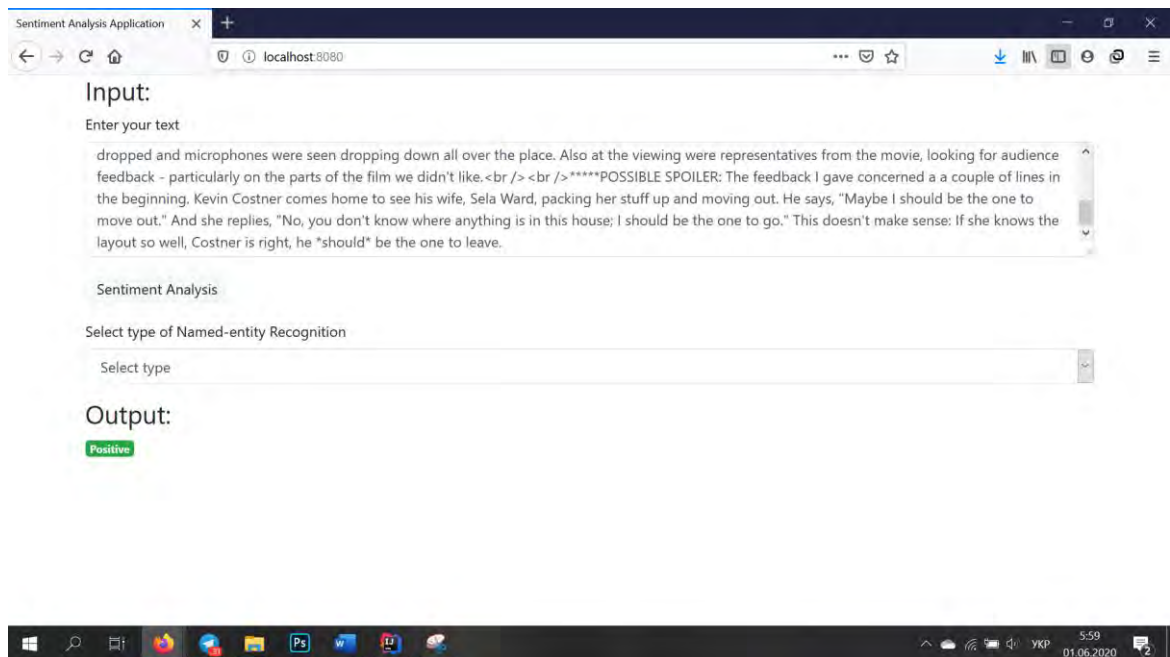 Sentiment Analysis Application
localhost:8080
Input:
Enter your text
dropped and microphones were seen dropping down all over the place. Also at the viewing were representatives from the movie, looking for audience
feedback - particularly on the parts of the film we didn't like.<br /><br />*****POSSIBLE SPOILER: The feedback I gave concerned a a couple of lines in
the beginning. Kevin Costner comes home to see his wife, Sela Ward, packing her stuff up and moving out. He says, "Maybe I should be the one to
move out." And she replies, "No, you don't know where anything is in this house; I should be the one to go." This doesn't make sense: If she knows the
layout so well, Costner is right, he *should* be the one to leave.
Sentiment Analysis
Select type of Named-entity Recognition
Select type
Output:
Positive
Ps
W
IJ
УКР
5:59
01.06.2020
2